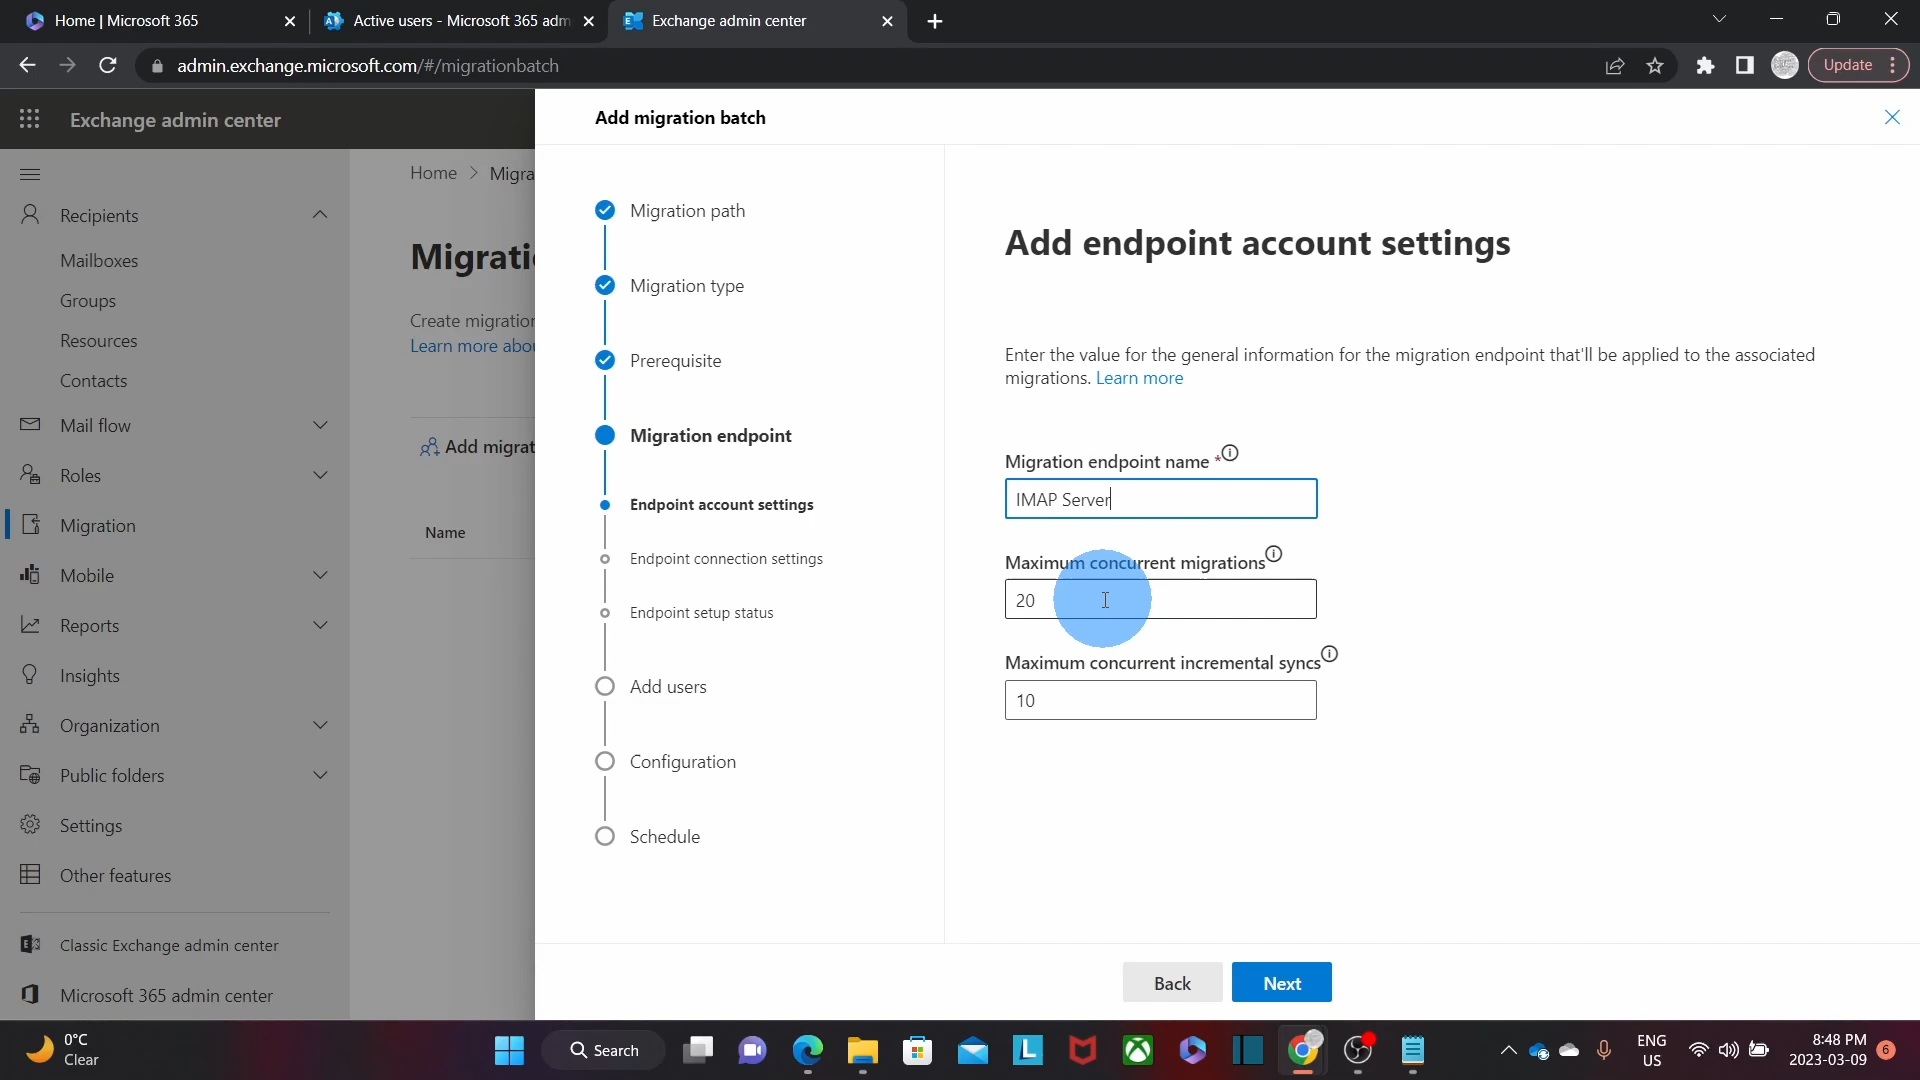 Home | Microsoft 365
Active users - Microsoft 365 adm
Exchange admin center
admin.exchange.microsoft.com/#/migrationbatch
Update
Exchange admin center
Recipients
Mailboxes
Groups
Resources
Contacts
Mail flow
Roles
Migration
Mobile
Reports
Insights
Organization
Public folders
Settings
Other features
Classic Exchange admin center
Microsoft 365 admin center
Home > Migra
Migrati
Create migration
Learn more abou
Add migrat
Name
Add migration batch
Migration path
Migration type
Prerequisite
Migration endpoint
Endpoint account settings
Endpoint connection settings
Endpoint setup status
Add users
Configuration
Schedule
Add endpoint account settings
Enter the value for the general information for the migration endpoint that'll be applied to the associated
migrations. Learn more
Migration endpoint name *
IMAP Server
Maximum concurrent migrations
20
Maximum concurrent incremental syncs
10
Back
Next
0°C
Clear
Search
ENG
US
8:48 PM
2023-03-09
6